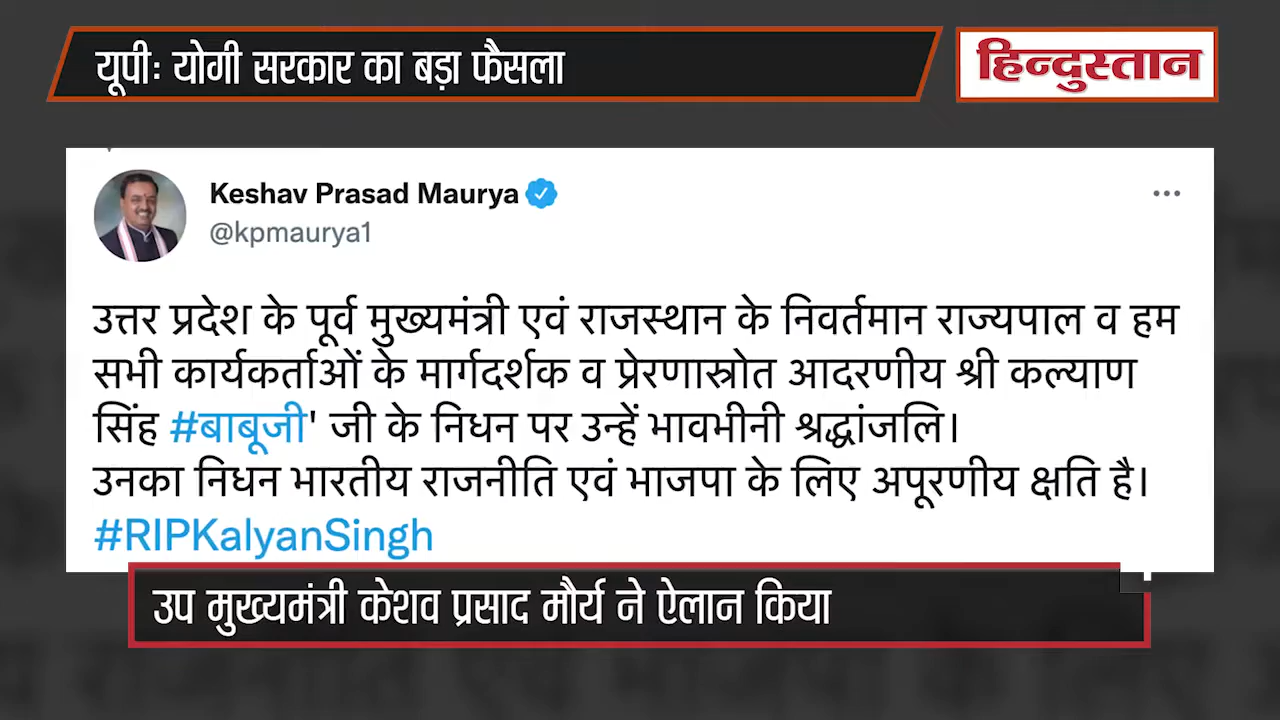 यूपीः योगी सरकार का बड़ा फैसला
हिन्दुस्तान
Keshav Prasad Maurya
@kpmaurya1
उत्तर प्रदेश के पूर्व मुख्यमंत्री एवं राजस्थान के निवर्तमान राज्यपाल व हम
सभी कार्यकर्ताओं के मार्गदर्शक व प्रेरणास्रोत आदरणीय श्री कल्याण
सिंह #बाबूजी' जी के निधन पर उन्हें भावभीनी श्रद्धांजलि।
उनका निधन भारतीय राजनीति एवं भाजपा के लिए अपूरणीय क्षति है।
#RIPKalyanSingh
उप मुख्यमंत्री केशव प्रसाद मौर्य ने ऐलान किया